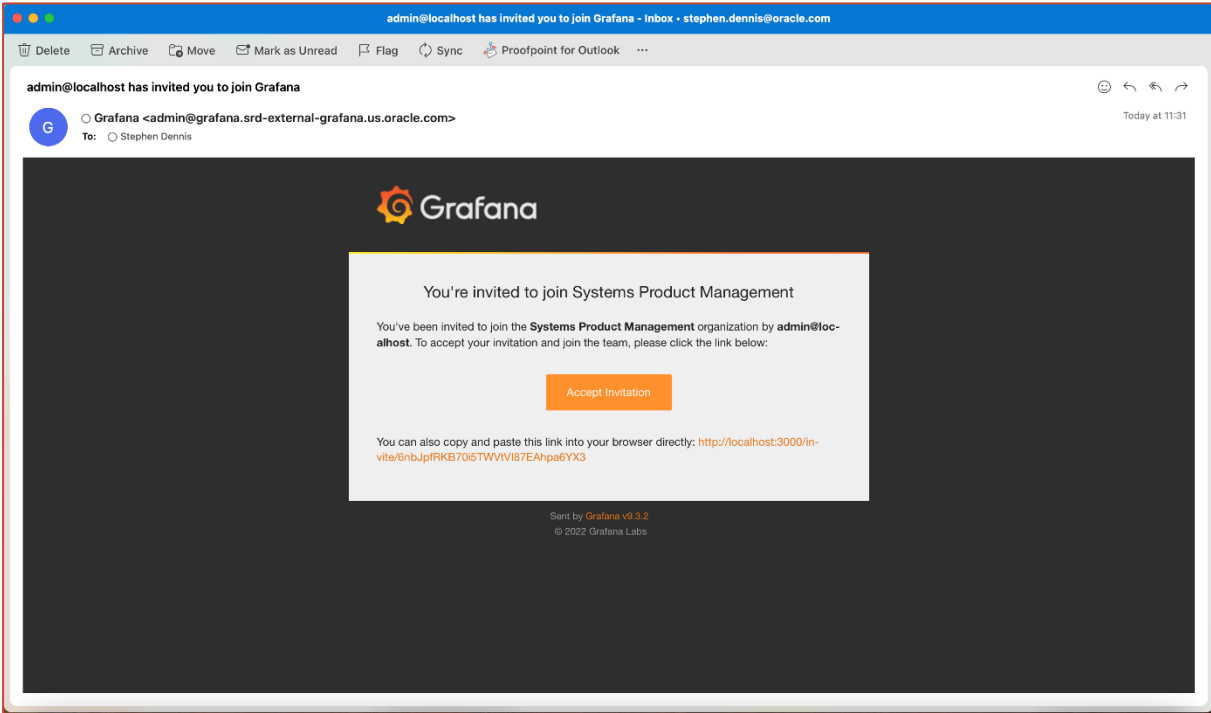 admin@localhost has invited you to join Grafana - Inbox • stephen.dennis@oracle.com
Delete Archive Move Mark as Unread Flag Sync Proofpoint for Outlook ...
admin@localhost has invited you to join Grafana
G
Grafana <admin@grafana.srd-external-grafana.us.oracle.com>
Today at 11:31
To: Stephen Dennis
Grafana
You're invited to join Systems Product Management
You've been invited to join the Systems Product Management organization by admin@loc-
alhost. To accept your invitation and join the team, please click the link below:
Accept Invitation
You can also copy and paste this link into your browser directly: http://localhost:3000/in-
vite/6nbJpfRKB70i5TWVtVI87EAhpa6YX3
Sent by Grafana v9.3.2
© 2022 Grafana Labs